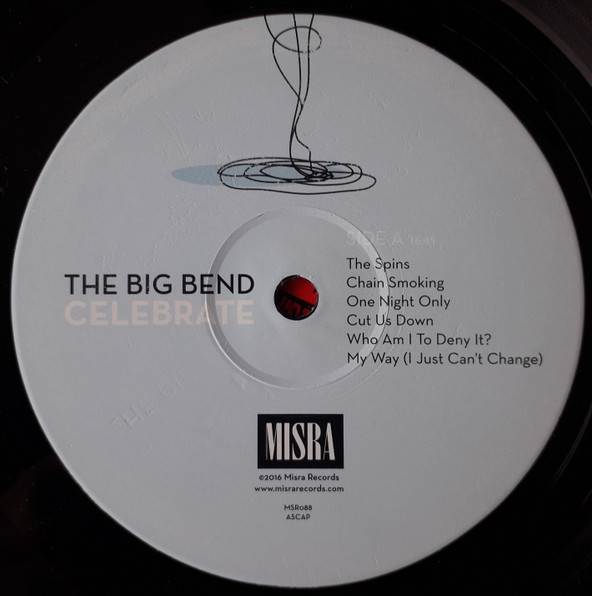 THE BIG BEND
CELEBRATE
SIDE A
The Spins
Chain Smoking
One Night Only
Cut Us Down
Who Am I To Deny It?
My Way (I Just Can't Change)
MISRA
©2016 Misra Records
www.misrarecords.com
MSR088
ASCAP